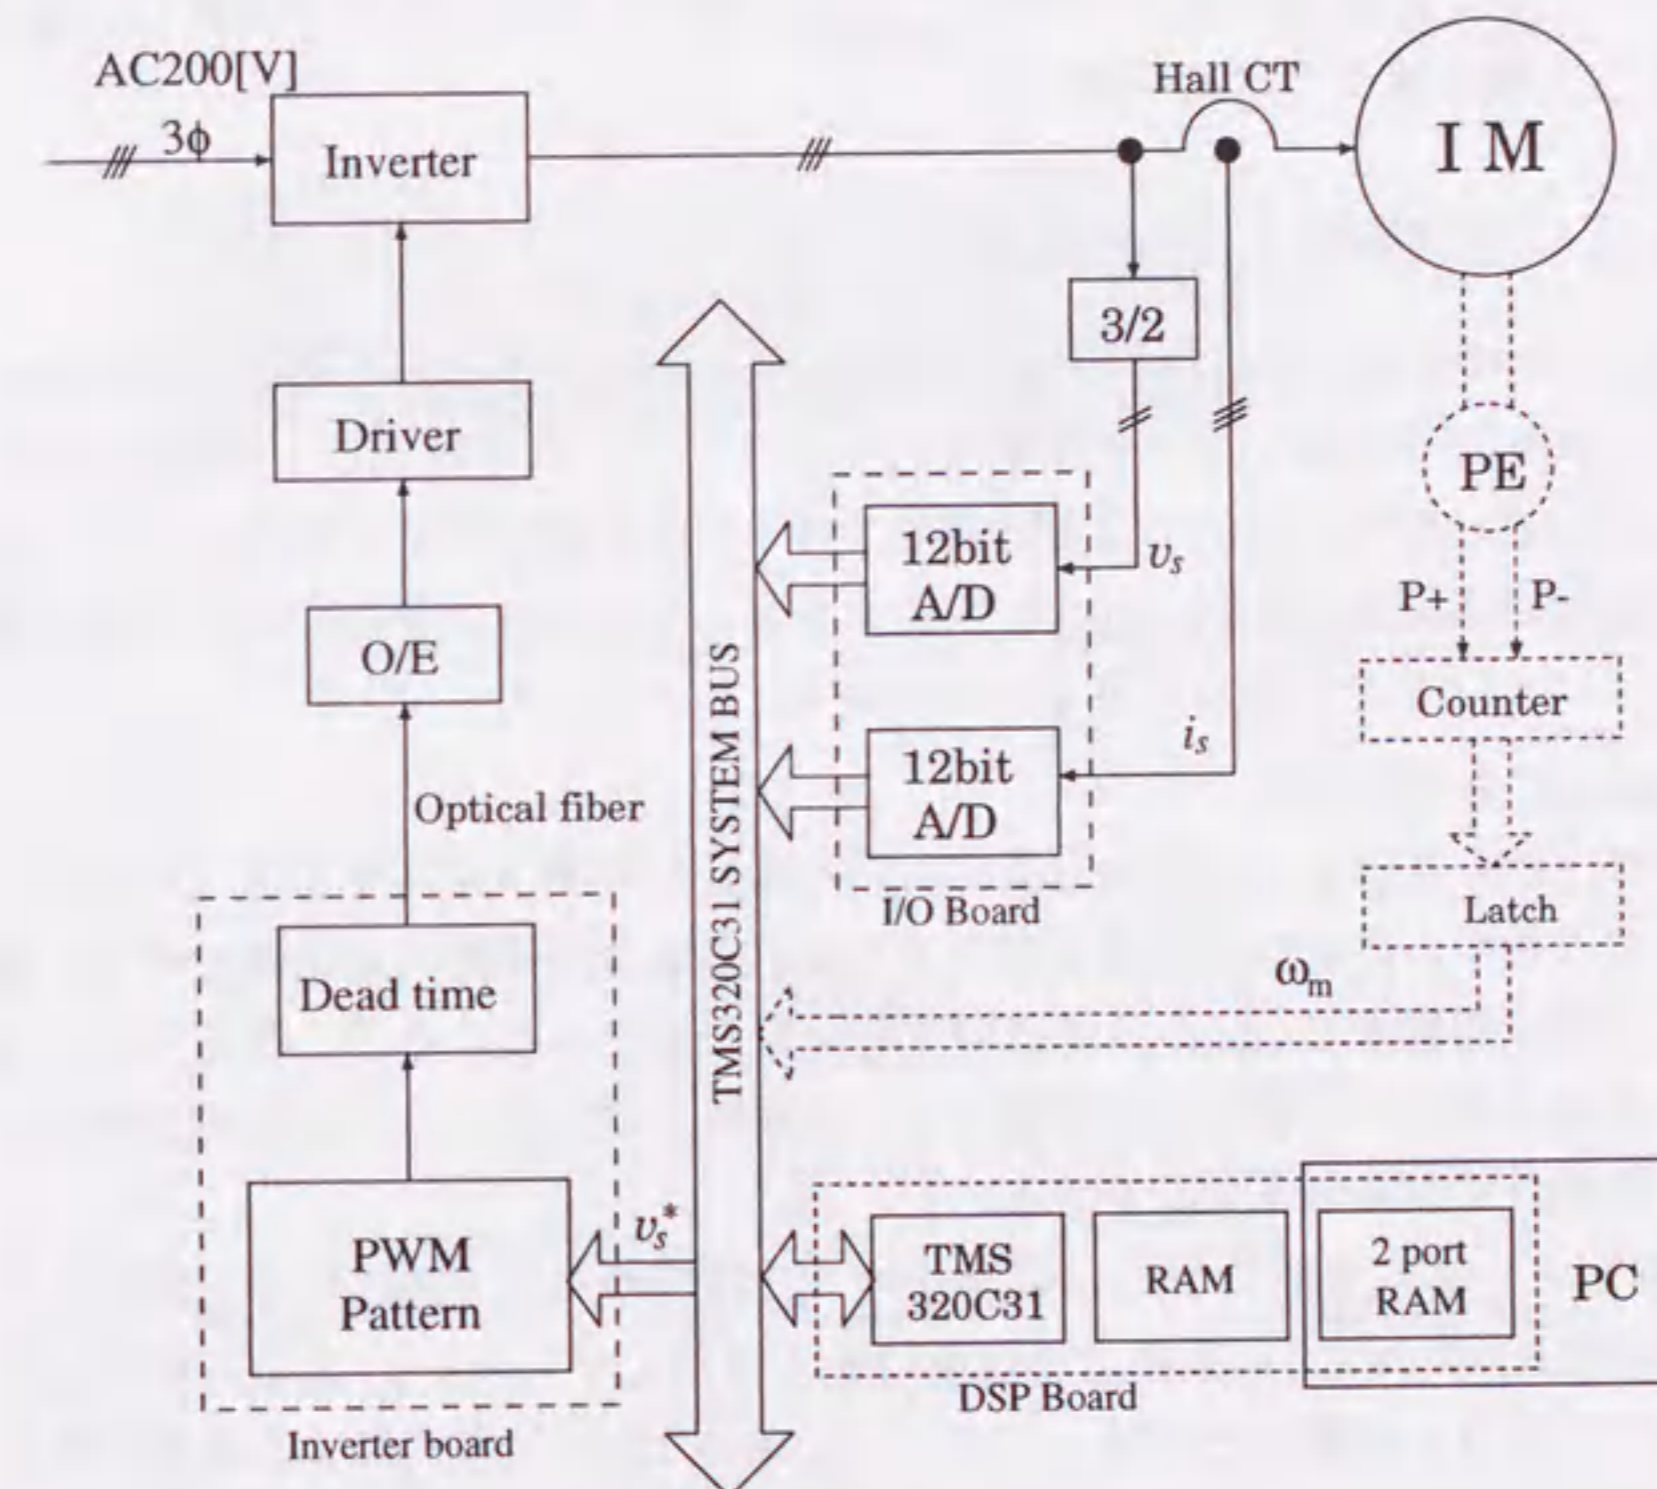 AC200[V]
3ϕ
Inverter
Hall CT
I M
3/2
Driver
PE
12bit
A/D
v_s
P+
P-
O/E
Counter
12bit
A/D
i_s
TMS320C31 SYSTEM BUS
Optical fiber
I/O Board
Latch
Dead time
ω_m
PWM
Pattern
v_s^*
TMS
320C31
RAM
2 port
RAM
PC
DSP Board
Inverter board